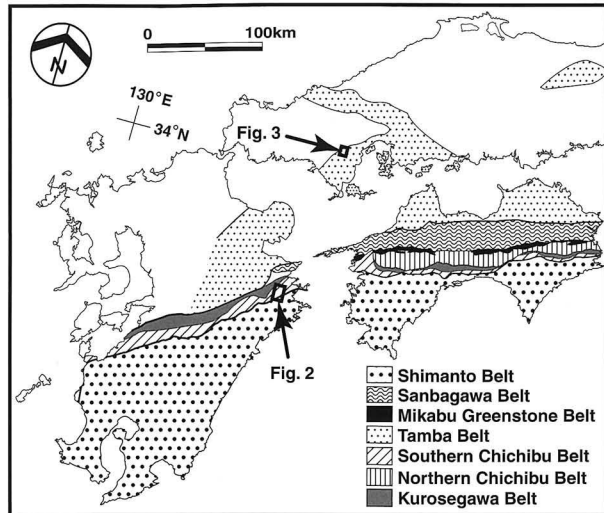 0 100km
N
130°E
34°N
Fig. 3
Fig. 2
Shimanto Belt
Sanbagawa Belt
Mikabu Greenstone Belt
Tamba Belt
Southern Chichibu Belt
Northern Chichibu Belt
Kurosegawa Belt